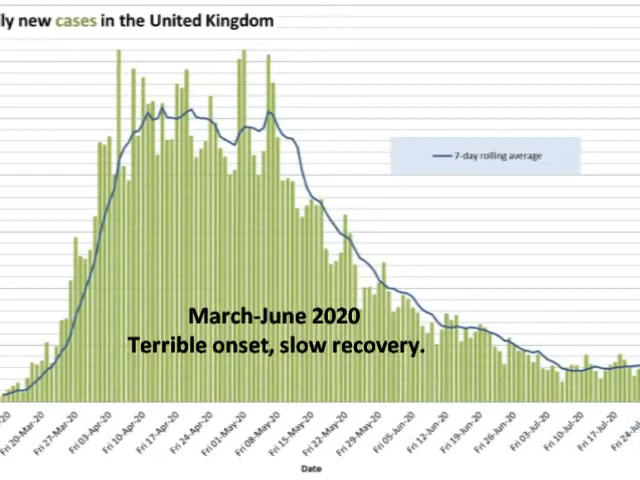 ly new cases in the United Kingdom
7-day rolling average
March-June 2020
Terrible onset, slow recovery.
-20
Fri 20-Mar-20
Fri 27-Mar-20
Fri 03-Apr-20
Fri 10-Apr-20
Fri 17-Apr-20
Fri 24-Apr-20
Fri 01-May-20
Fri 08-May-20
Fri 15-May-20
Fri 22-May-20
Fri 29-May-20
Fri 05-Jun-20
Fri 12-Jun-20
Fri 19-Jun-20
Fri 26-Jun-20
Fri 03-Jul-20
Fri 10-Jul-20
Fri 17-Jul-20
Fri 24-Jul
Date